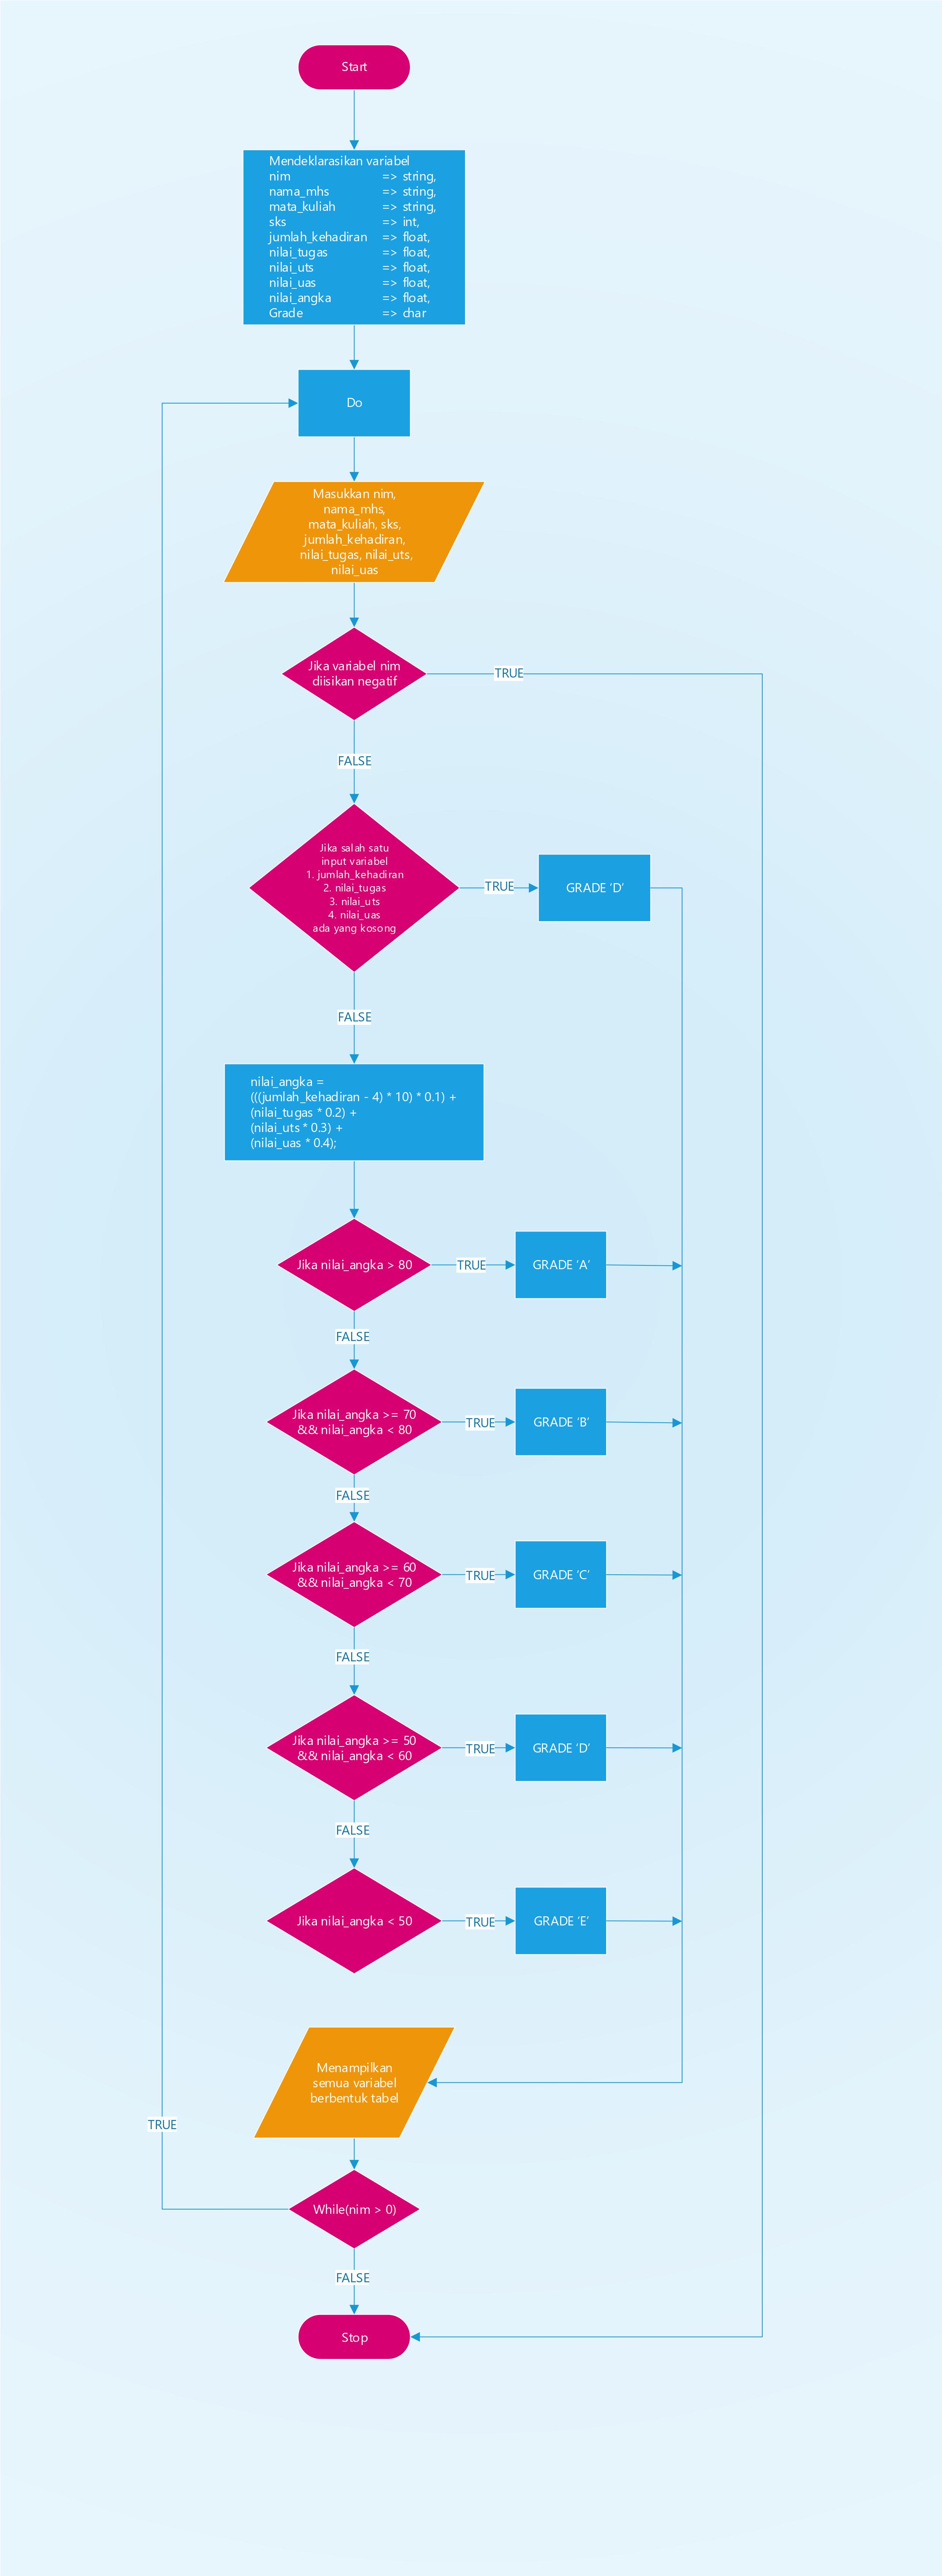 Start
Mendeklarasikan variabel
nim => string,
nama_mhs => string,
mata_kuliah => string,
sks => int,
jumlah_kehadiran => float,
nilai_tugas => float,
nilai_uts => float,
nilai_uas => float,
nilai_angka => float,
Grade => char
Do
Masukkan nim,
nama_mhs,
mata_kuliah, sks,
jumlah_kehadiran,
nilai_tugas, nilai_uts,
nilai_uas
Jika variabel nim
diisikan negatif
TRUE
FALSE
Jika salah satu
input variabel
1. jumlah_kehadiran
2. nilai_tugas
3. nilai_uts
4. nilai_uas
ada yang kosong
TRUE
GRADE 'D'
FALSE
nilai_angka =
(((jumlah_kehadiran - 4) * 10) * 0.1) +
(nilai_tugas * 0.2) +
(nilai_uts * 0.3) +
(nilai_uas * 0.4);
Jika nilai_angka > 80
TRUE
GRADE 'A'
FALSE
Jika nilai_angka >= 70
&& nilai_angka < 80
TRUE
GRADE 'B'
FALSE
Jika nilai_angka >= 60
&& nilai_angka < 70
TRUE
GRADE 'C'
FALSE
Jika nilai_angka >= 50
&& nilai_angka < 60
TRUE
GRADE 'D'
FALSE
Jika nilai_angka < 50
TRUE
GRADE 'E'
Menampilkan
semua variabel
berbentuk tabel
TRUE
While(nim > 0)
FALSE
Stop